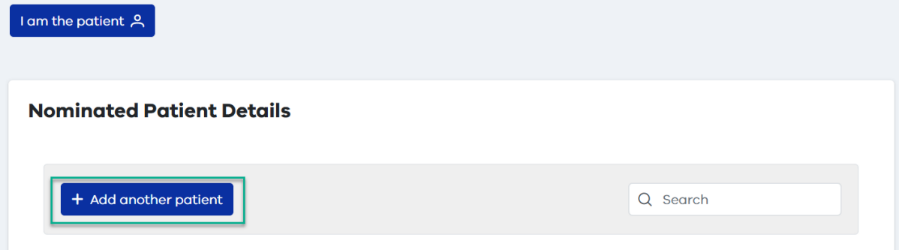 I am the patient
Nominated Patient Details
+ Add another patient
Search